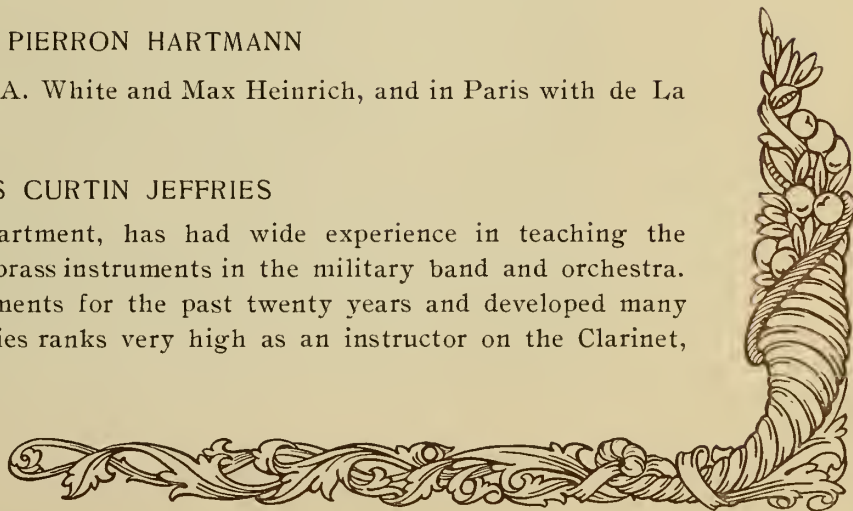 PIERRON HARTMANN
A. White and Max Heinrich, and in Paris with de La
CURTIN JEFFRIES
artment, has had wide experience in teaching the
brass instruments in the military band and orchestra.
ments for the past twenty years and developed many
ies ranks very high as an instructor on the Clarinet,